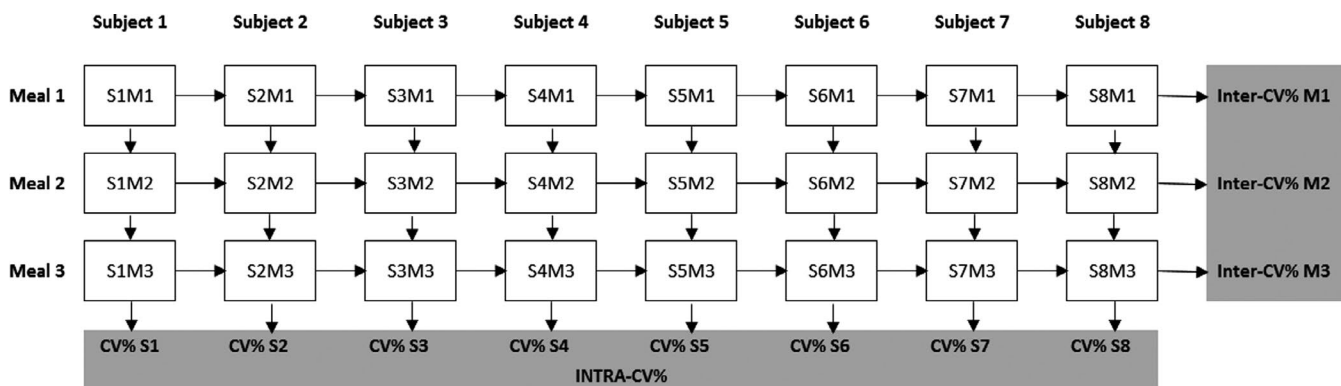 Subject 1 Subject 2 Subject 3 Subject 4 Subject 5 Subject 6 Subject 7 Subject 8
Meal 1 S1M1 S2M1 S3M1 S4M1 S5M1 S6M1 S7M1 S8M1 Inter-CV% M1
Meal 2 S1M2 S2M2 S3M2 S4M2 S5M2 S6M2 S7M2 S8M2 Inter-CV% M2
Meal 3 S1M3 S2M3 S3M3 S4M3 S5M3 S6M3 S7M3 S8M3 Inter-CV% M3
CV% S1 CV% S2 CV% S3 CV% S4 CV% S5 CV% S6 CV% S7 CV% S8
INTRA-CV%